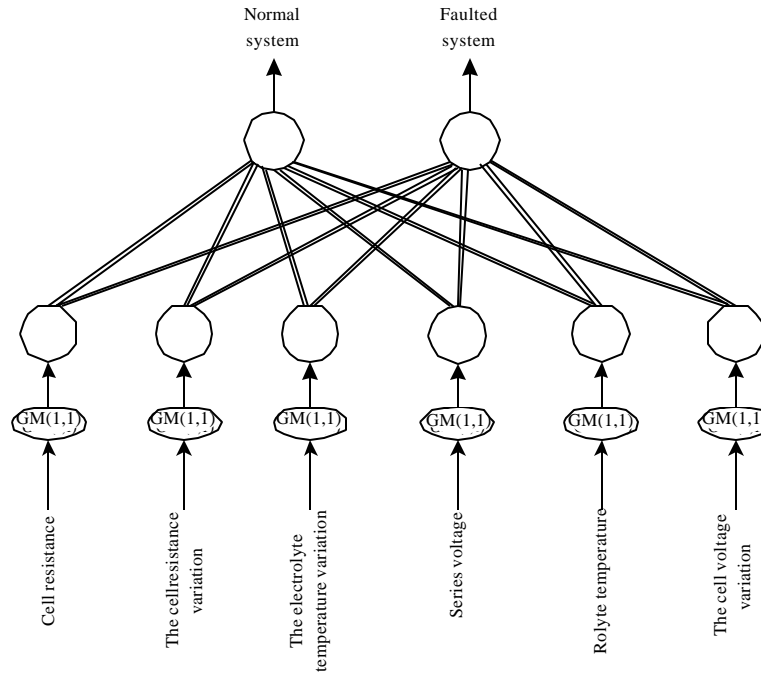 Normal
system
Faulted
system
GM(1,1)
GM(1,1)
GM(1,1)
GM(1,1)
GM(1,1)
GM(1,1)
Cell resistance
The cellresistance
variation
The electrolyte
temperature variation
Series voltage
Rolyte temperature
The cell voltage
variation